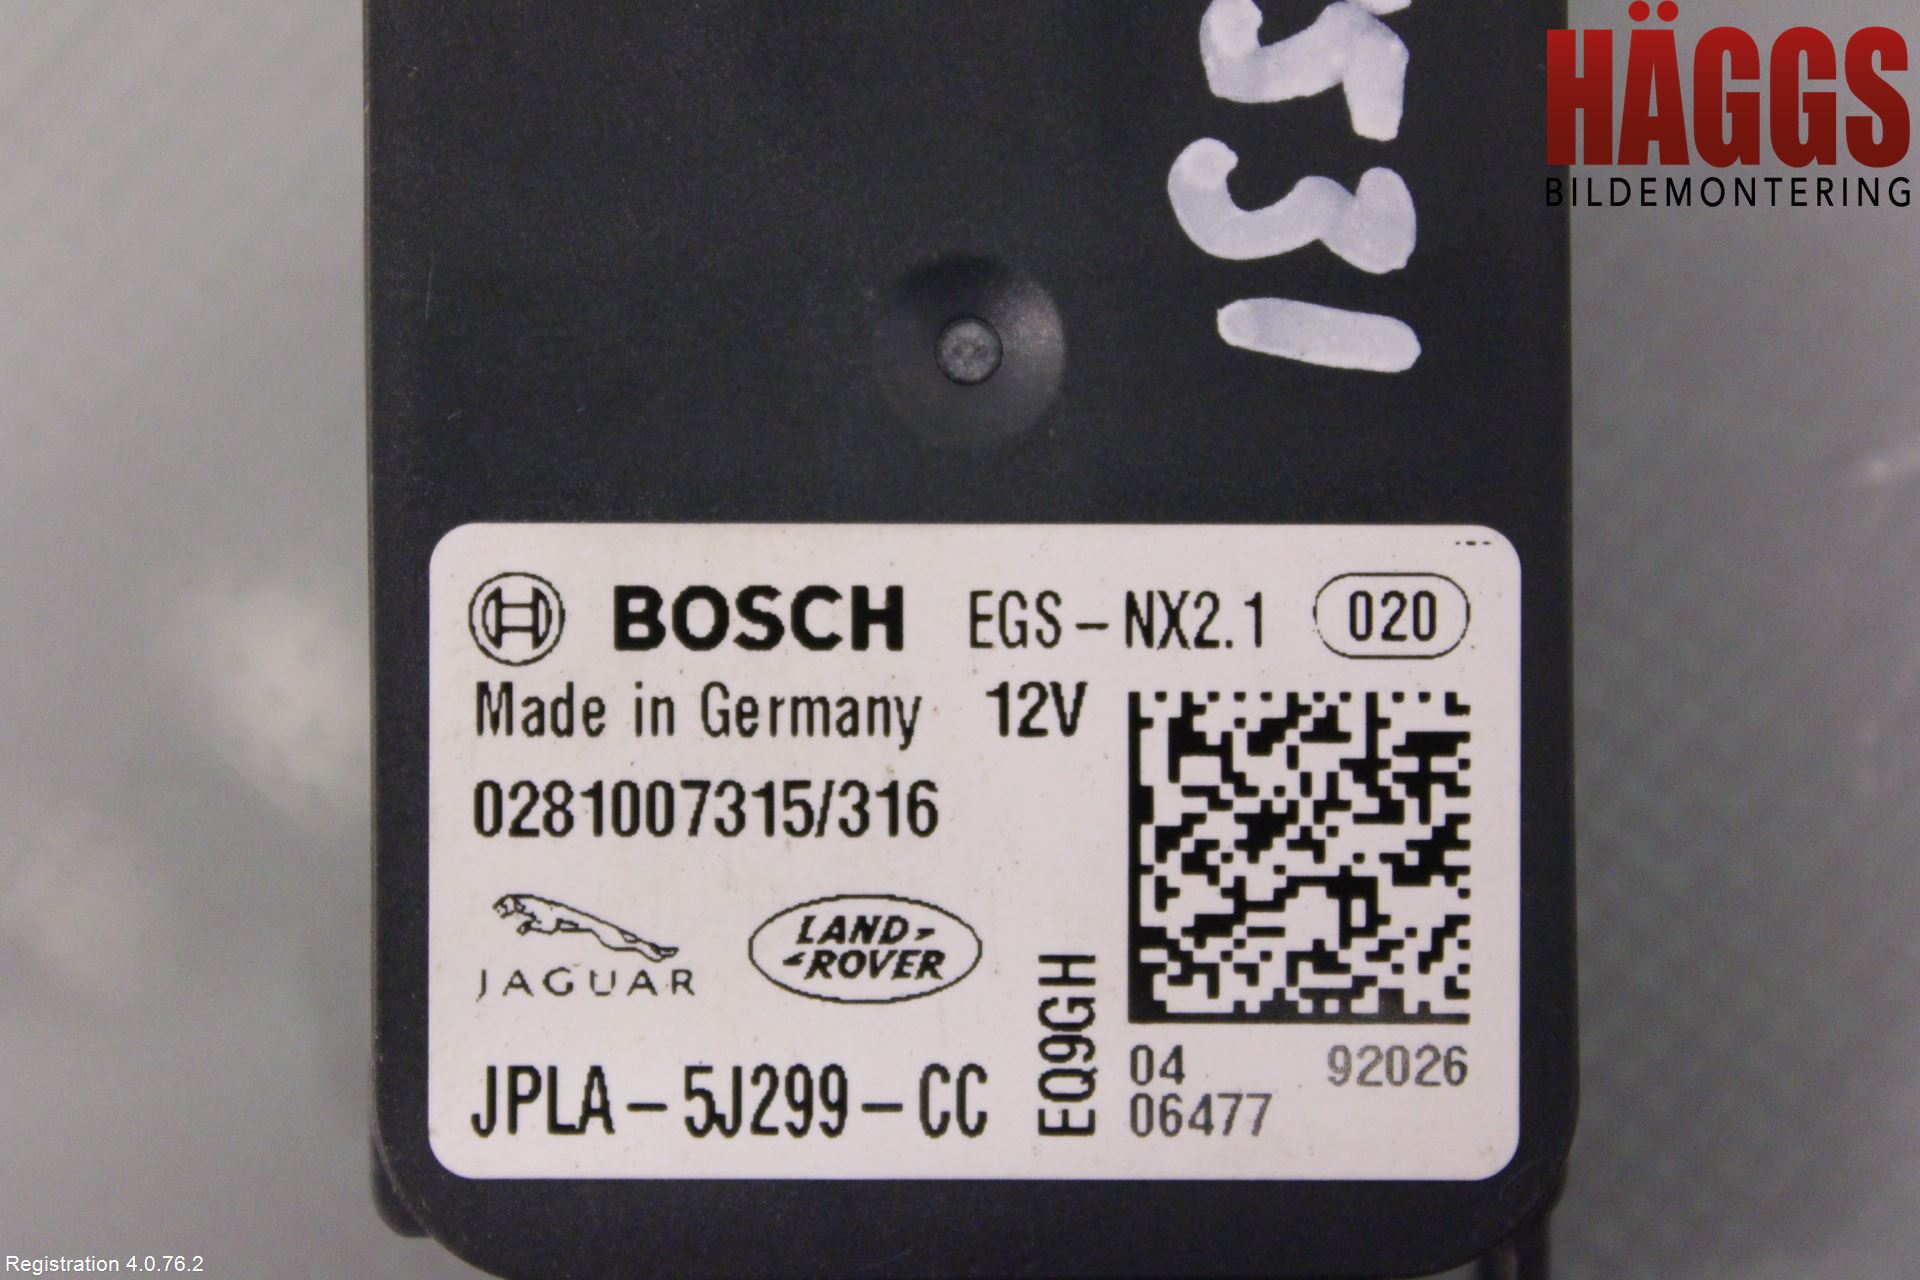 HÄGGS
BILDEMONTERING
531
BOSCH EGS-NX2.1 020
Made in Germany 12V
0281007315/316
JAGUAR
LAND-
-ROVER
EQ9GH
04 92026
06477
JPLA-5J299-CC
Registration 4.0.76.2